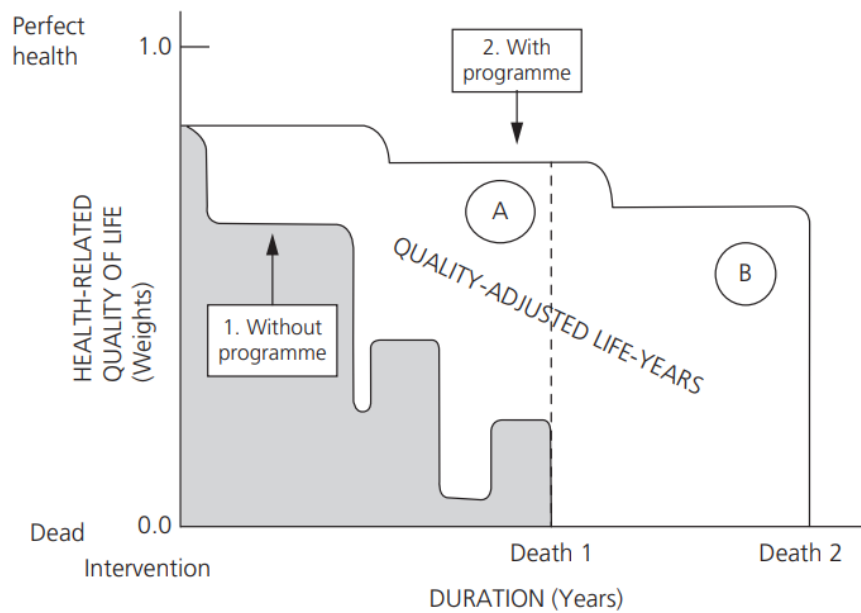 Perfect
health
1.0
2. With
programme
A
B
QUALITY-ADJUSTED LIFE-YEARS
HEALTH-RELATED
QUALITY OF LIFE
(Weights)
1. Without
programme
Dead
0.0
Intervention
Death 1
Death 2
DURATION (Years)